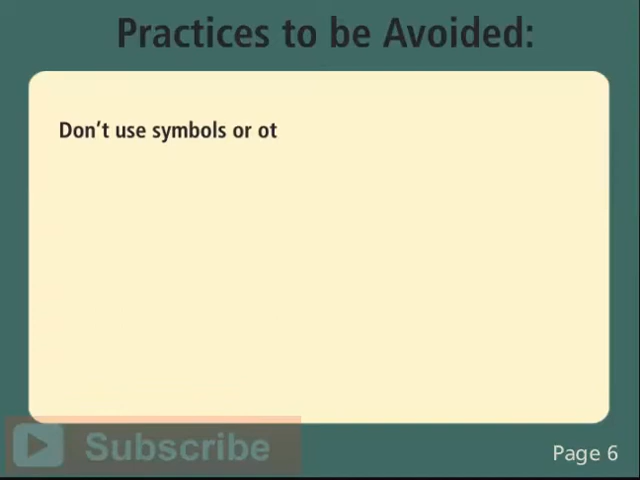 Practices to be Avoided:
Don’t use symbols or ot
Subscribe
Page 6